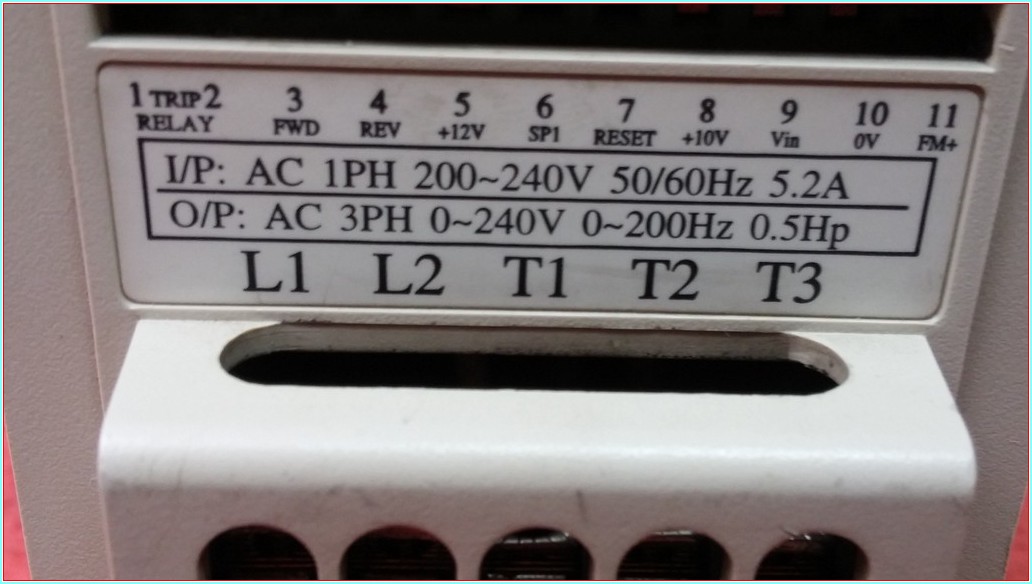 1 TRIP 2 3 4 5 6 7 8 9 10 11
RELAY FWD REV +12V SP1 RESET +10V Vin 0V FM+
I/P: AC 1PH 200~240V 50/60Hz 5.2A
O/P: AC 3PH 0~240V 0~200Hz 0.5Hp
L1 L2 T1 T2 T3